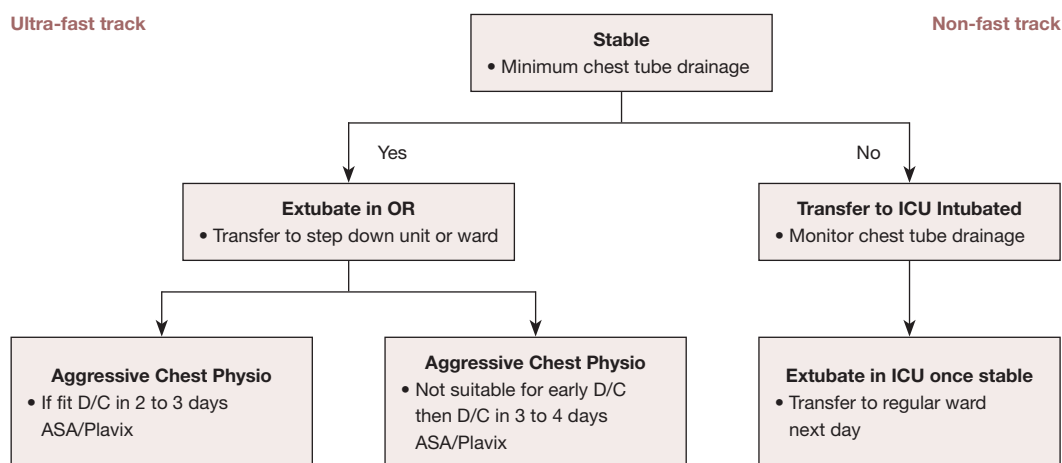 Ultra-fast track
Non-fast track
Stable
• Minimum chest tube drainage
Yes
No
Extubate in OR
• Transfer to step down unit or ward
Transfer to ICU Intubated
• Monitor chest tube drainage
Aggressive Chest Physio
• If fit D/C in 2 to 3 days
ASA/Plavix
Aggressive Chest Physio
• Not suitable for early D/C
then D/C in 3 to 4 days
ASA/Plavix
Extubate in ICU once stable
• Transfer to regular ward
next day